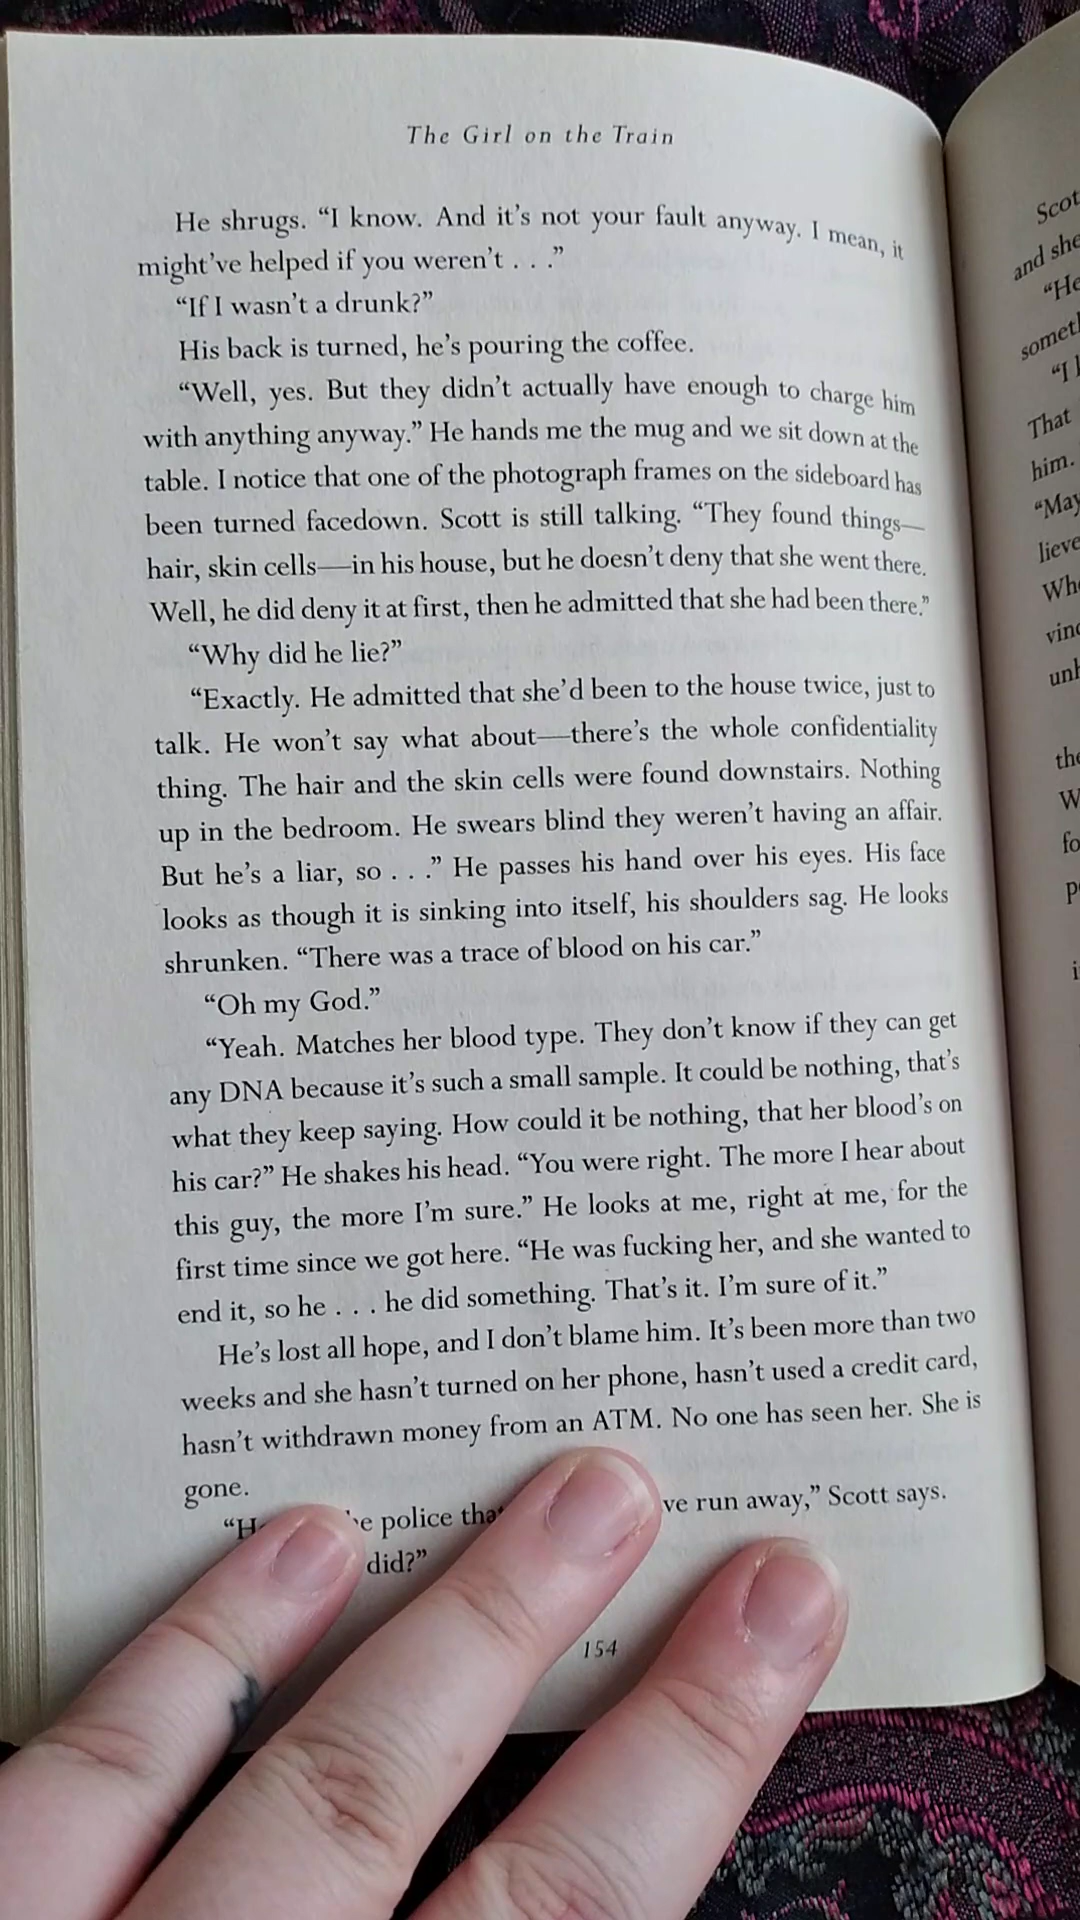 The Girl on the Train
He shrugs. “I know. And it’s not your fault anyway. I mean, it
might’ve helped if you weren’t . . .”
“If I wasn’t a drunk?”
His back is turned, he’s pouring the coffee.
“Well, yes. But they didn’t actually have enough to charge him
with anything anyway.” He hands me the mug and we sit down at the
table. I notice that one of the photograph frames on the sideboard has
been turned facedown. Scott is still talking. “They found things—
hair, skin cells—in his house, but he doesn’t deny that she went there.
Well, he did deny it at first, then he admitted that she had been there.”
“Why did he lie?”
“Exactly. He admitted that she’d been to the house twice, just to
talk. He won’t say what about—there’s the whole confidentiality
thing. The hair and the skin cells were found downstairs. Nothing
up in the bedroom. He swears blind they weren’t having an affair.
But he’s a liar, so . . .” He passes his hand over his eyes. His face
looks as though it is sinking into itself, his shoulders sag. He looks
shrunken. “There was a trace of blood on his car.”
“Oh my God.”
“Yeah. Matches her blood type. They don’t know if they can get
any DNA because it’s such a small sample. It could be nothing, that’s
what they keep saying. How could it be nothing, that her blood’s on
his car?” He shakes his head. “You were right. The more I hear about
this guy, the more I’m sure.” He looks at me, right at me, for the
first time since we got here. “He was fucking her, and she wanted to
end it, so he . . . he did something. That’s it. I’m sure of it.”
He’s lost all hope, and I don’t blame him. It’s been more than two
weeks and she hasn’t turned on her phone, hasn’t used a credit card,
hasn’t withdrawn money from an ATM. No one has seen her. She is
gone.
police run away,” Scott says.
did?”
154
and she
“He
That
him.